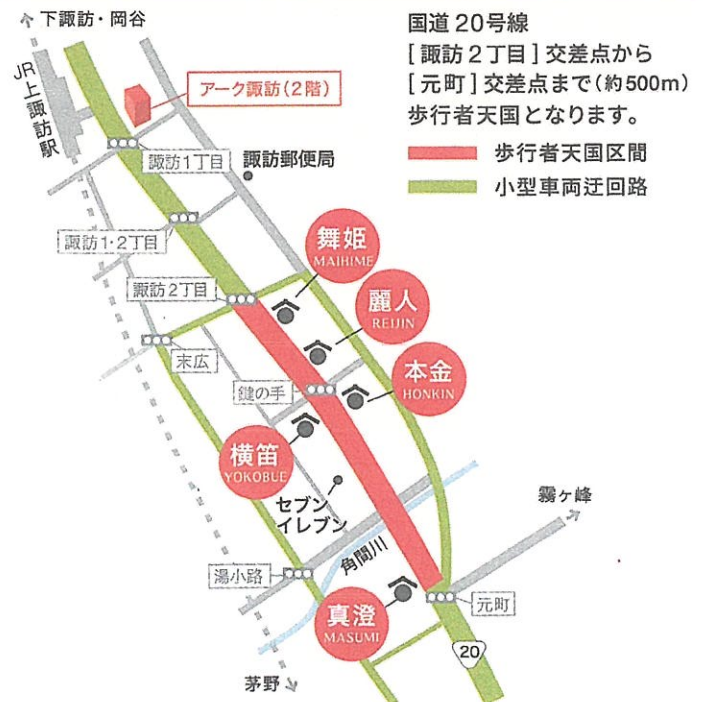 下諏訪・岡谷
国道20号線
[諏訪2丁目]交差点から
[元町]交差点まで(約500m)
歩行者天国となります。
歩行者天国区間
小型車両迂回路
JR上諏訪駅
アーク諏訪(2階)
諏訪1丁目
諏訪郵便局
諏訪1・2丁目
舞姫
MAIHIME
諏訪2丁目
麗人
REIJIN
末広
本金
HONKIN
鍵の手
横笛
YOKOBUE
セブン
イレブン
霧ヶ峰
角間川
湯小路
元町
真澄
MASUMI
20
茅野